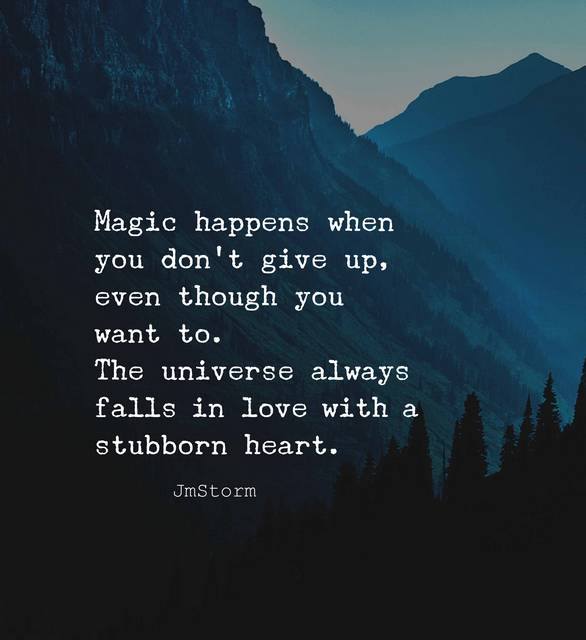 Magic happens when
you don't give up,
even though you
want to.
The universe always
falls in love with a
stubborn heart.
JmStorm